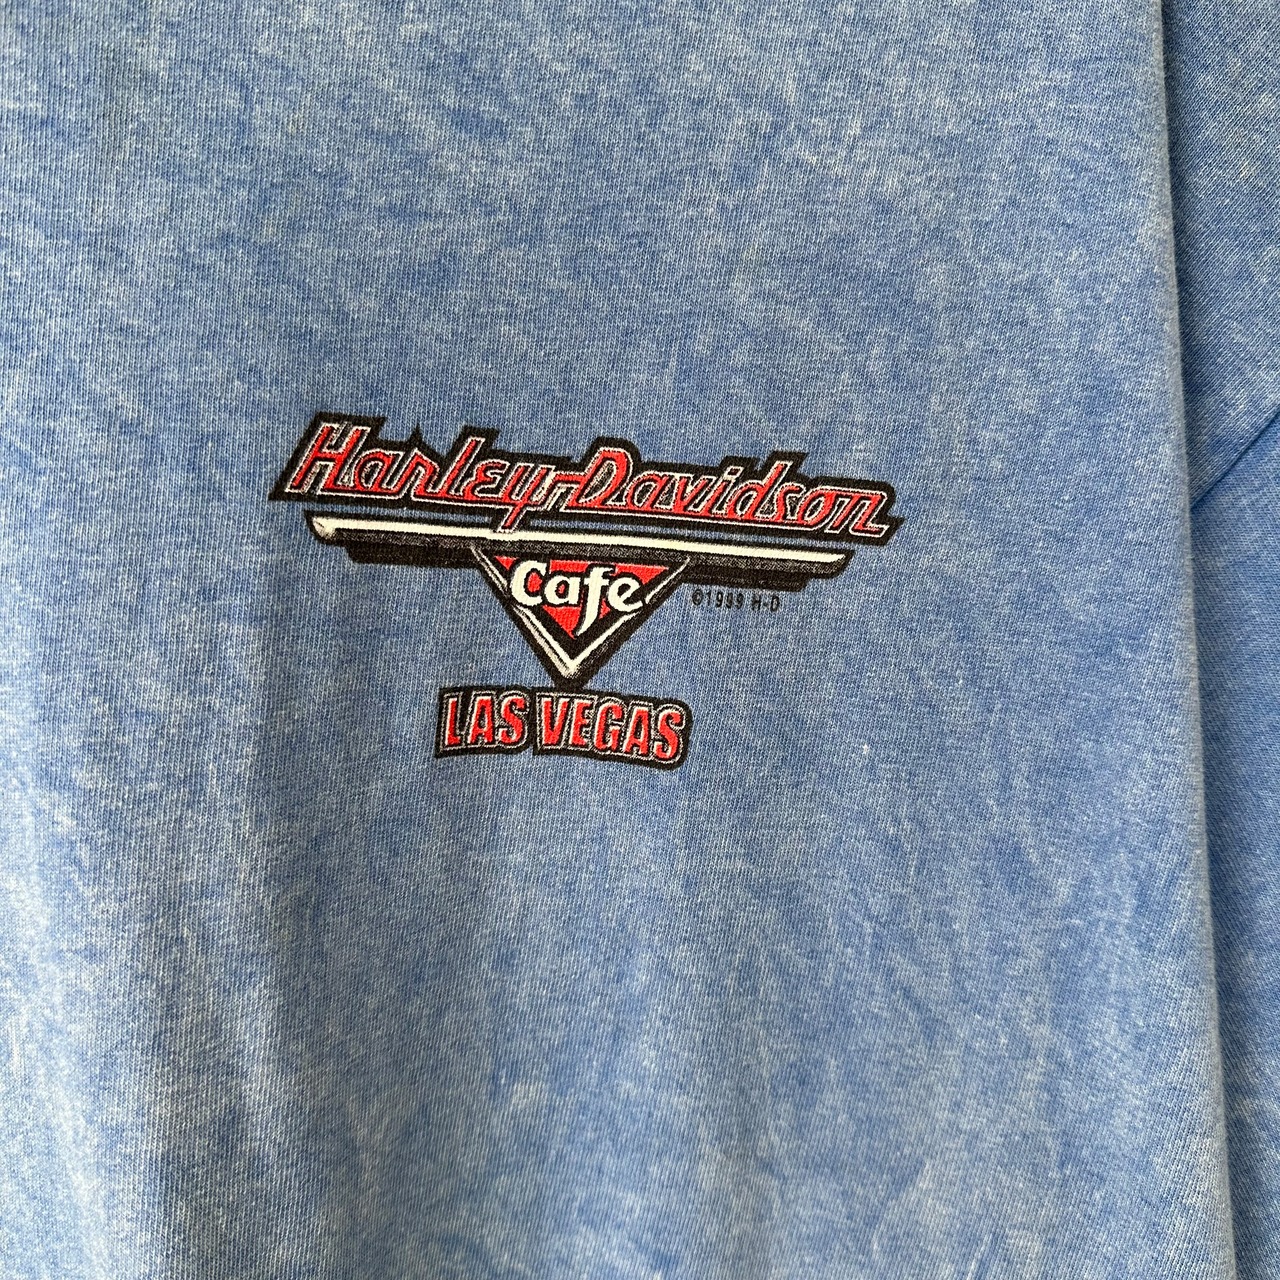 Harley-Davidson
Cafe
©1999 H-D
LAS VEGAS